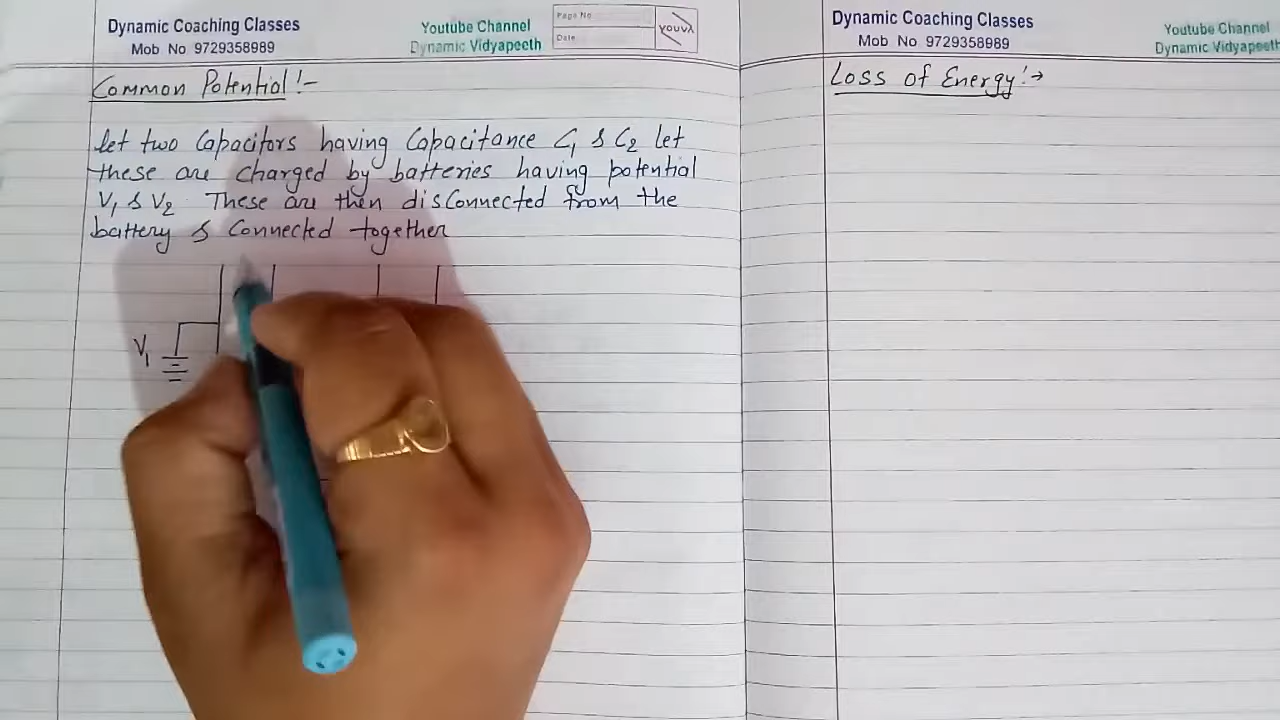 Dynamic Coaching Classes
Mob No 9729358989
Youtube Channel
Dynamic Vidyapeeth
Page No
Date
YOUVA
Common Potential :-
let two Capacitors having Capacitance C1 & C2 let
these are charged by batteries having potential
V1 & V2. These are then disConnected from the
battery & Connected together
V1
Dynamic Coaching Classes
Mob No 9729358989
Youtube Channel
Dynamic Vidyapeeth
Loss of Energy :→